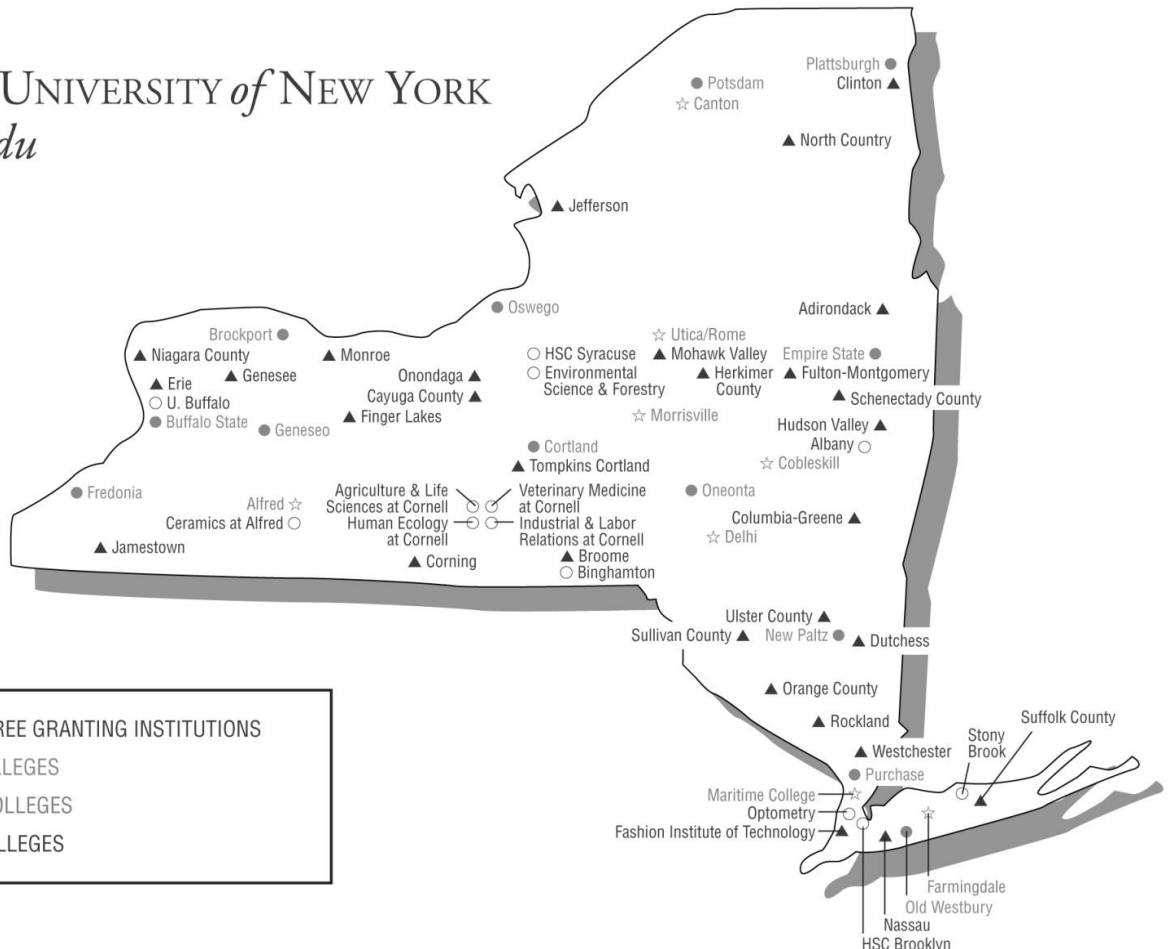 UNIVERSITY of NEW YORK
du
Plattsburgh
Clinton
Potsdam
Canton
North Country
Jefferson
Oswego
Adirondack
Brockport
Niagara County
Monroe
Genesee
Erie
U. Buffalo
Buffalo State
Geneseo
Onondaga
Cayuga County
Finger Lakes
HSC Syracuse
Environmental
Science & Forestry
Utica/Rome
Mohawk Valley
Herkimer
County
Empire State
Fulton-Montgomery
Schenectady County
Morrisville
Hudson Valley
Albany
Cobleskill
Cortland
Tompkins Cortland
Fredonia
Alfred
Ceramics at Alfred
Jamestown
Agriculture & Life
Sciences at Cornell
Human Ecology
at Cornell
Veterinary Medicine
at Cornell
Industrial & Labor
Relations at Cornell
Corning
Broome
Binghamton
Oneonta
Columbia-Greene
Delhi
Ulster County
Sullivan County
New Paltz
Dutchess
Orange County
Rockland
Westchester
Purchase
Maritime College
Optometry
Fashion Institute of Technology
Stony
Brook
Suffolk County
Farmingdale
Old Westbury
Nassau
HSC Brooklyn
REE GRANTING INSTITUTIONS
LLEGES
OLLEGES
LLEGES